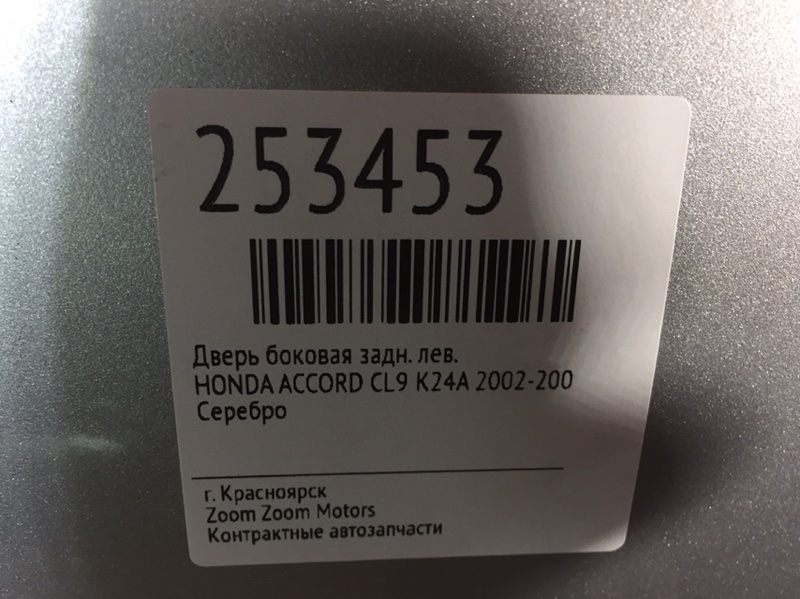 253453
Дверь боковая задн. лев.
HONDA ACCORD CL9 K24A 2002-200
Серебро
г. Красноярск
Zoom Zoom Motors
Контрактные автозапчасти